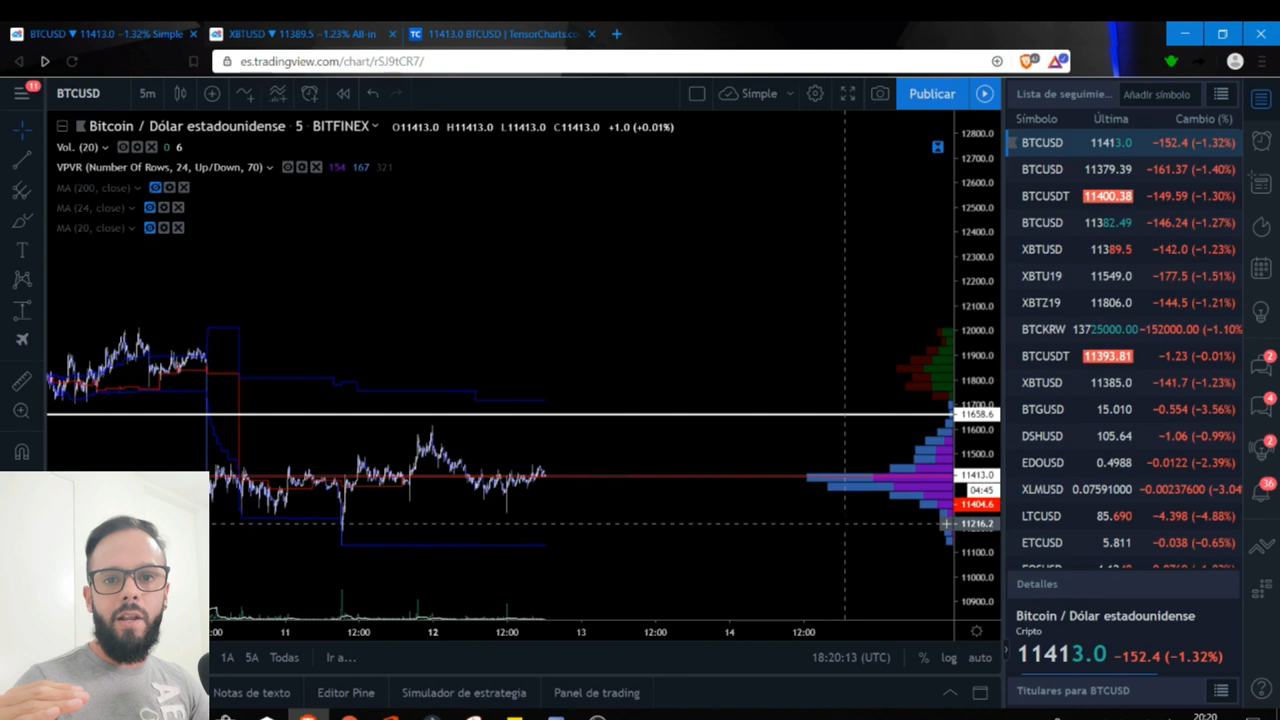 BTCUSD ▼ 11413.0 −1.32% Simple
XBTUSD ▼ 11389.5 −1.23% All-in
TC 11413.0 BTCUSD | TensorCharts.co
es.tradingview.com/chart/rSJ9tCR7/
11
BTCUSD 5m Simple Publicar
Bitcoin / Dólar estadounidense · 5 · BITFINEX O11413.0 H11413.0 L11413.0 C11413.0 +1.0 (+0.01%)
Vol. (20) 0 6
VPVR (Number Of Rows, 24, Up/Down, 70) 154 167 321
MA (200, close)
MA (24, close)
MA (20, close)
12800.0
12700.0
12600.0
12500.0
12400.0
12300.0
12200.0
12100.0
12000.0
11900.0
11800.0
11700.0
11658.6
11600.0
11500.0
11413.0
04:45
11404.6
11216.2
11100.0
11000.0
10900.0
:00 11 12:00 12 12:00 13 12:00 14 12:00
1A 5A Todas Ir a... 18:20:13 (UTC) % log auto
Notas de texto Editor Pine Simulador de estrategia Panel de trading
Lista de seguimie... Añadir símbolo
Símbolo Última Cambio (%)
BTCUSD 11413.0 −152.4 (−1.32%)
BTCUSD 11379.39 −161.37 (−1.40%)
BTCUSDT 11400.38 −149.59 (−1.30%)
BTCUSD 11382.49 −146.24 (−1.27%)
XBTUSD 11389.5 −142.0 (−1.23%)
XBTU19 11549.0 −177.5 (−1.51%)
XBTZ19 11806.0 −144.5 (−1.21%)
BTCKRW 13725000.00 −152000.00 (−1.10%
BTCUSDT 11393.81 −1.23 (−0.01%)
XBTUSD 11385.0 −141.7 (−1.23%)
BTGUSD 15.010 −0.554 (−3.56%)
DSHUSD 105.64 −1.06 (−0.99%)
EDOUSD 0.4988 −0.0122 (−2.39%)
XLMUSD 0.07591000 −0.00237600 (−3.04
LTCUSD 85.690 −4.398 (−4.88%)
ETCUSD 5.811 −0.038 (−0.65%)
Detalles
Bitcoin / Dólar estadounidense
Cripto
11413.0 −152.4 (−1.32%)
Titulares para BTCUSD
2
4
2
36
20:20